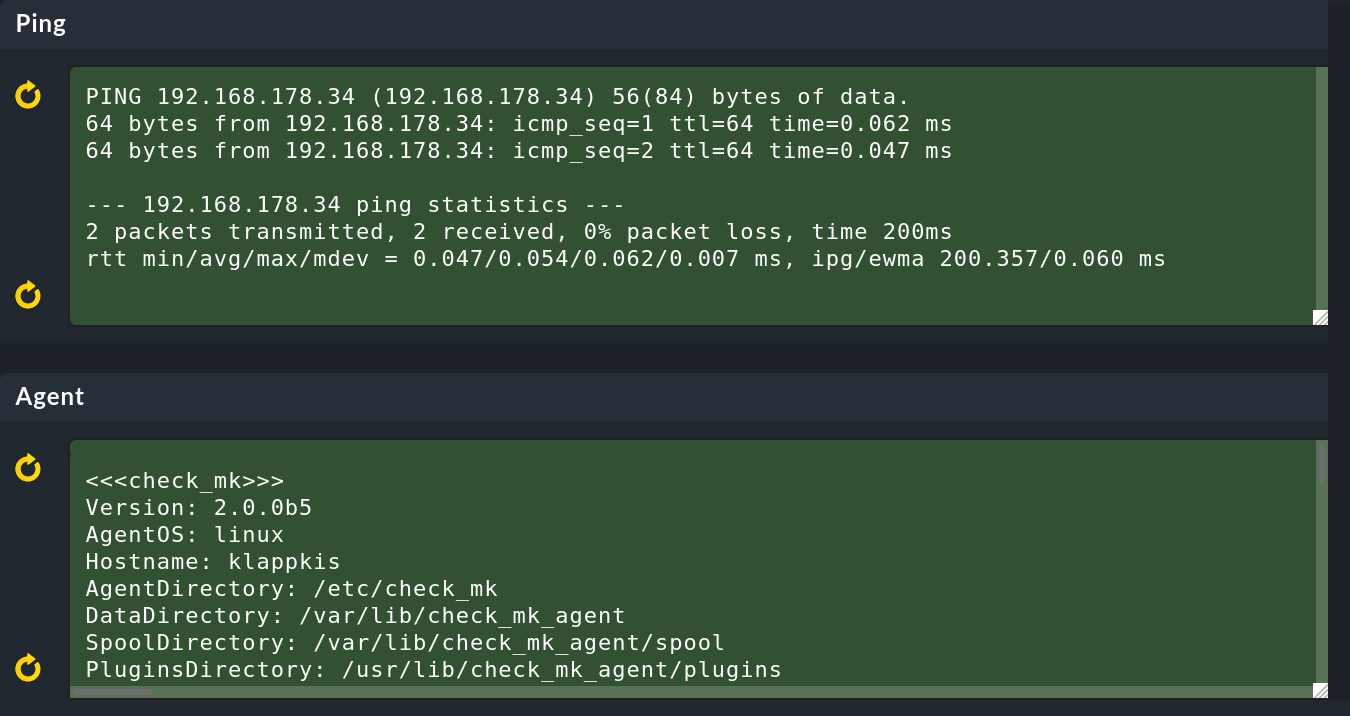 Ping
PING 192.168.178.34 (192.168.178.34) 56(84) bytes of data.
64 bytes from 192.168.178.34: icmp_seq=1 ttl=64 time=0.062 ms
64 bytes from 192.168.178.34: icmp_seq=2 ttl=64 time=0.047 ms
--- 192.168.178.34 ping statistics ---
2 packets transmitted, 2 received, 0% packet loss, time 200ms
rtt min/avg/max/mdev = 0.047/0.054/0.062/0.007 ms, ipg/ewma 200.357/0.060 ms
Agent
<<<check_mk>>>
Version: 2.0.0b5
AgentOS: linux
Hostname: klappkis
AgentDirectory: /etc/check_mk
DataDirectory: /var/lib/check_mk_agent
SpoolDirectory: /var/lib/check_mk_agent/spool
PluginsDirectory: /usr/lib/check_mk_agent/plugins